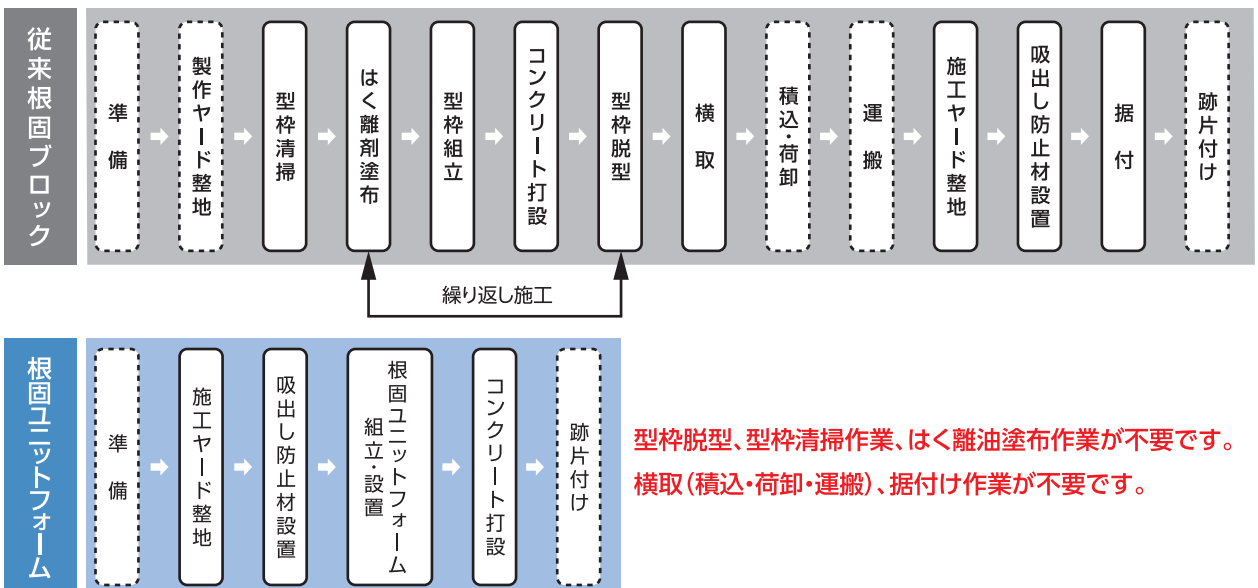 従来根固ブロック
準備
製作ヤード整地
型枠清掃
はく離剤塗布
型枠組立
コンクリート打設
型枠脱型
横取
積込・荷卸
運搬
施工ヤード整地
吸出し防止材設置
据付
跡片付け
繰り返し施工
根固ユニットフォーム
準備
施工ヤード整地
吸出し防止材設置
根固ユニットフォーム
組立・設置
コンクリート打設
跡片付け
型枠脱型、型枠清掃作業、はく離油塗布作業が不要です。
横取(積込・荷卸・運搬)、据付け作業が不要です。